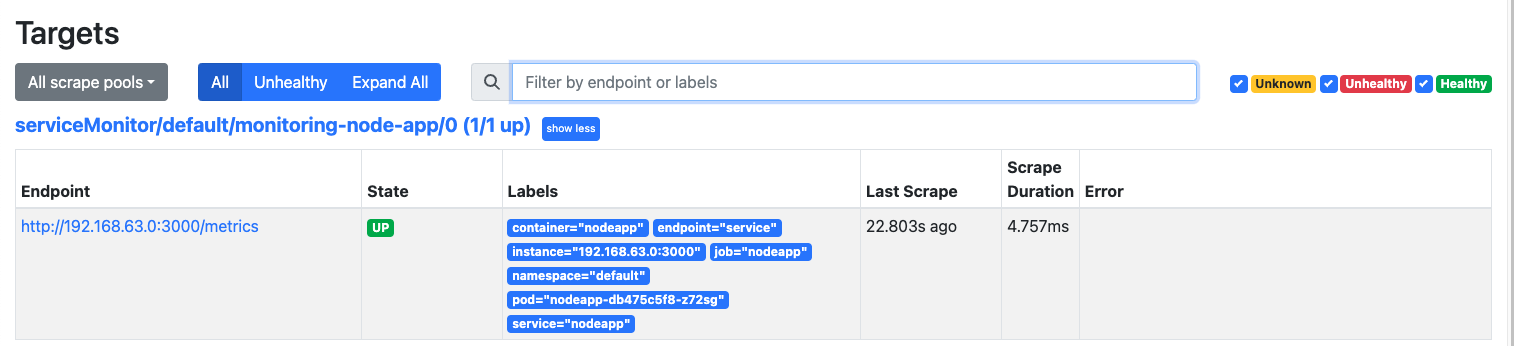 Targets
All scrape pools All Unhealthy Expand All Filter by endpoint or labels Unknown Unhealthy Healthy
serviceMonitor/default/monitoring-node-app/0 (1/1 up) show less
Endpoint State Labels Last Scrape Scrape Duration Error
http://192.168.63.0:3000/metrics UP container="nodeapp" endpoint="service" 22.803s ago 4.757ms
instance="192.168.63.0:3000" job="nodeapp"
namespace="default"
pod="nodeapp-db475c5f8-z72sg"
service="nodeapp"